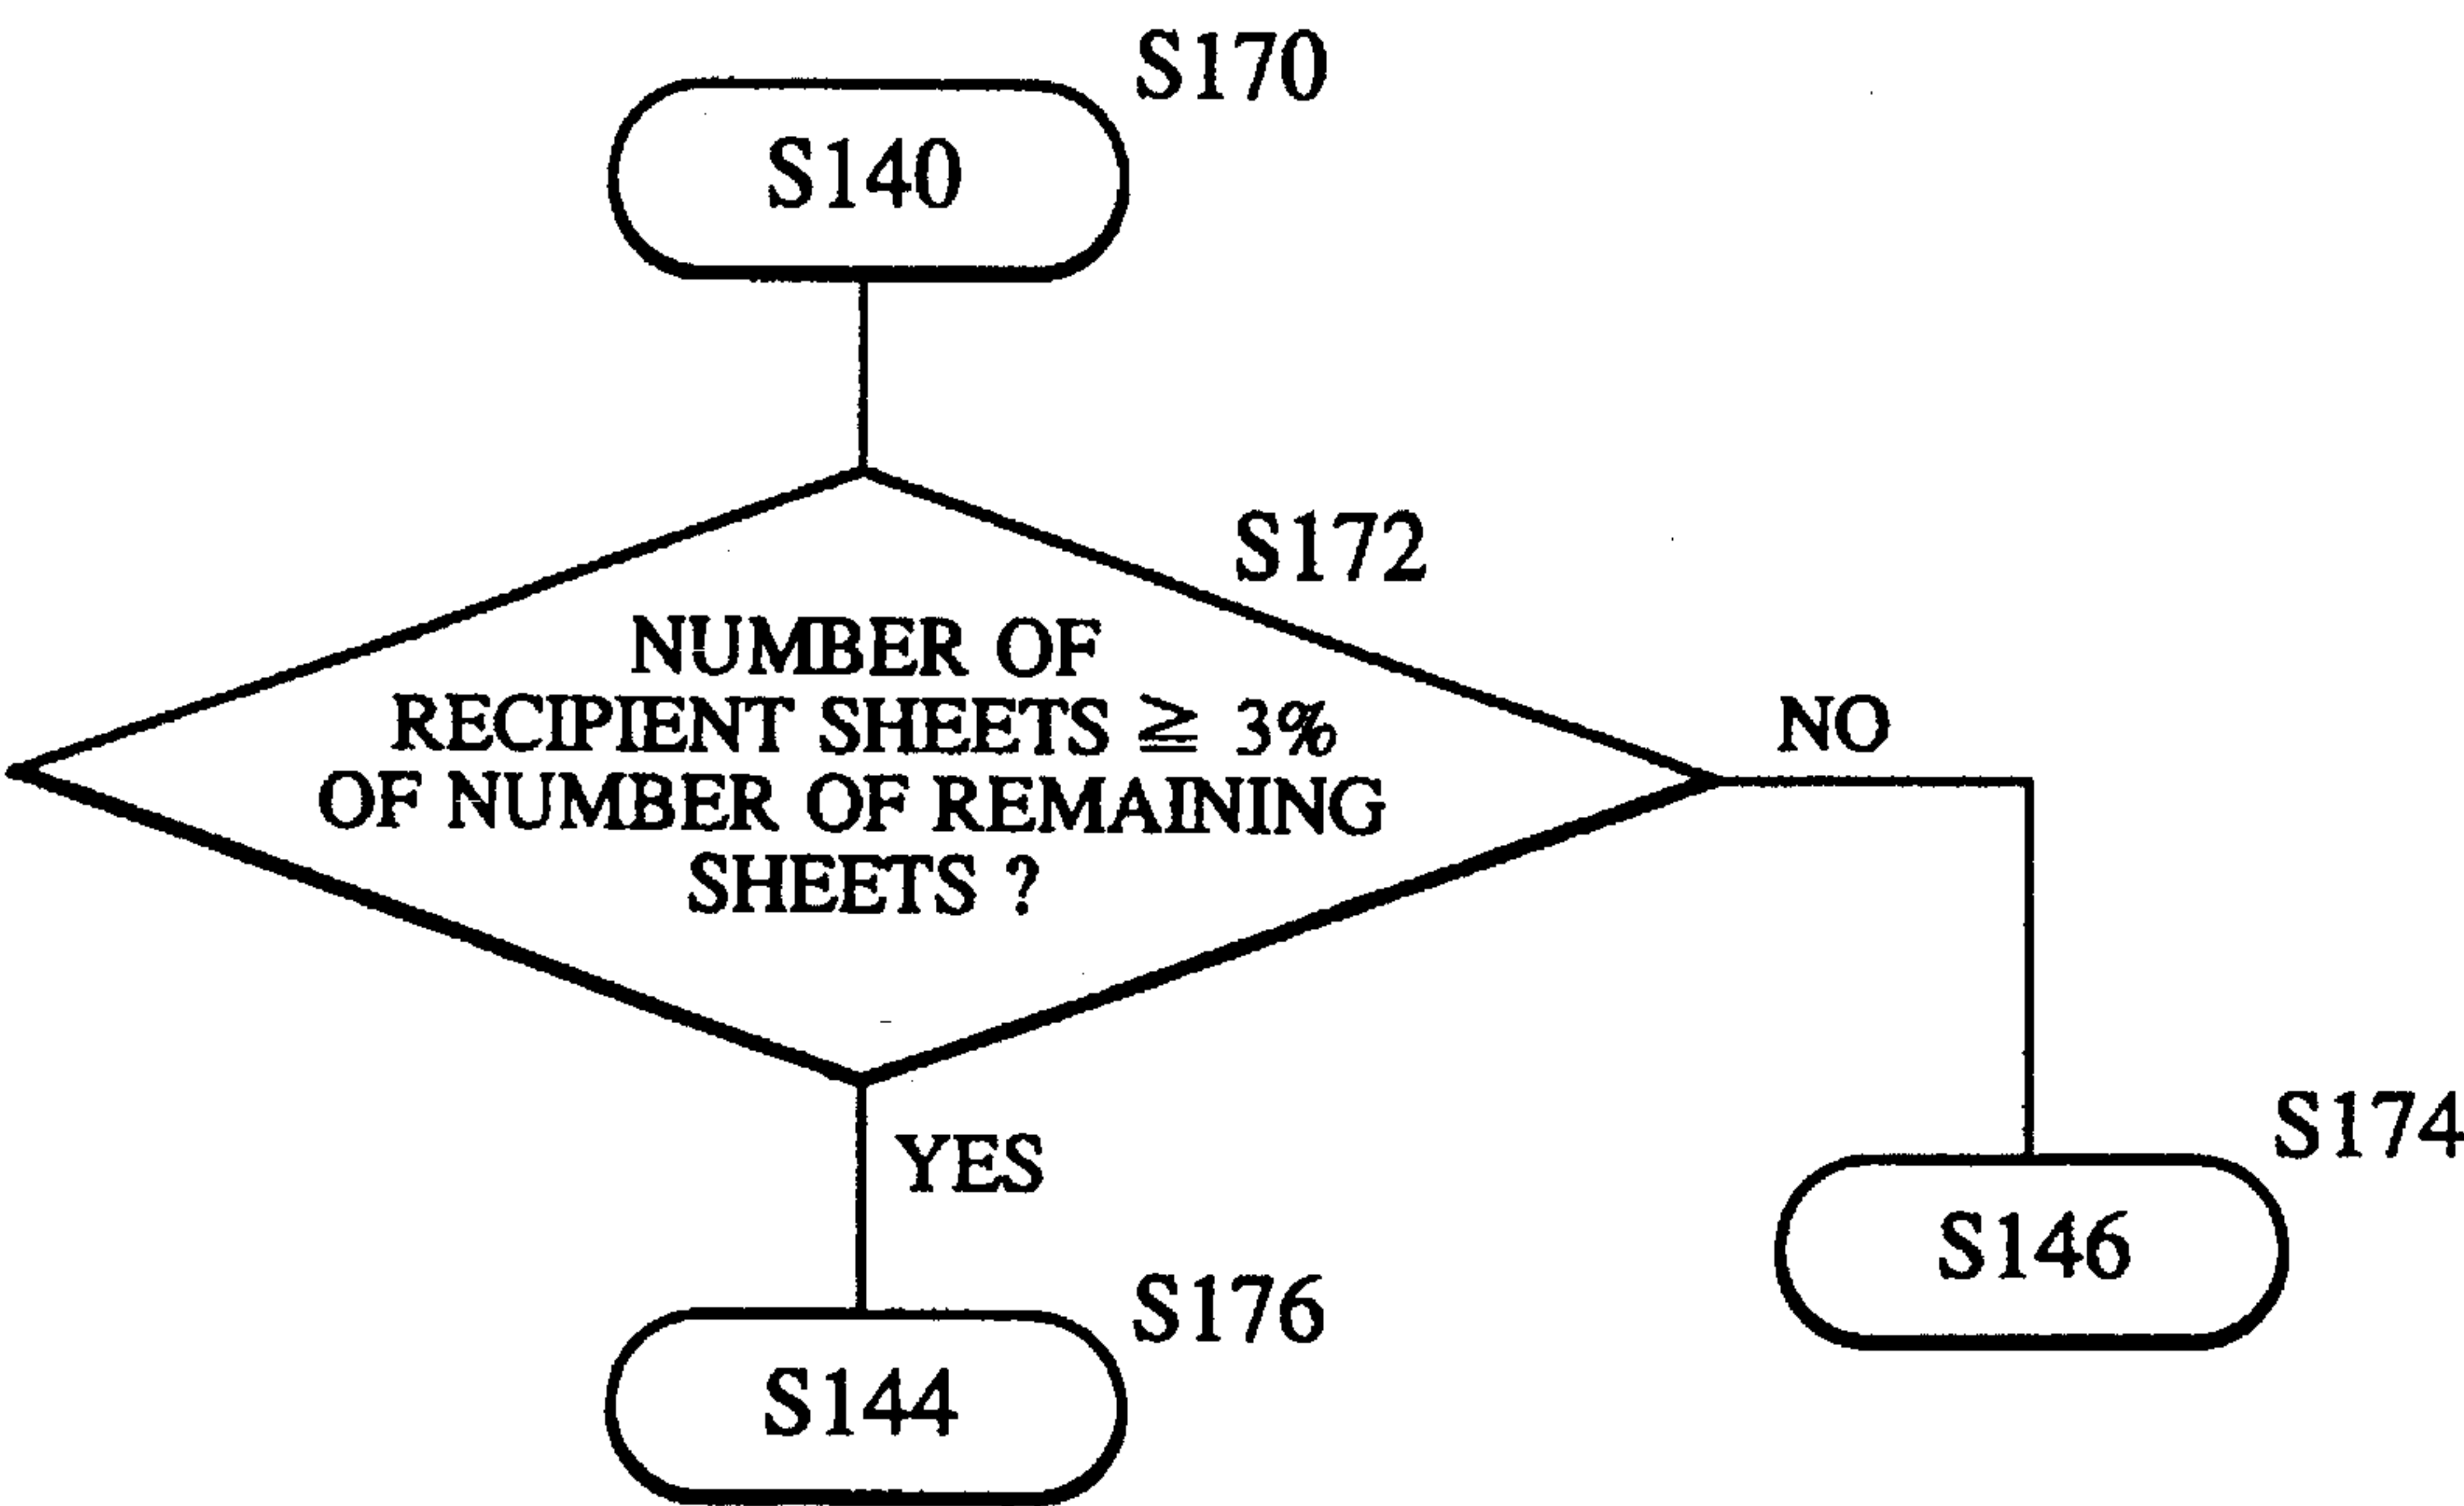 S170
S140
S172
NUMBER OF
RECIPIENT SHEETS ≧ 3%
OF NUMBER OF REMAINING
SHEETS ?
NO
YES
S174
S146
S176
S144